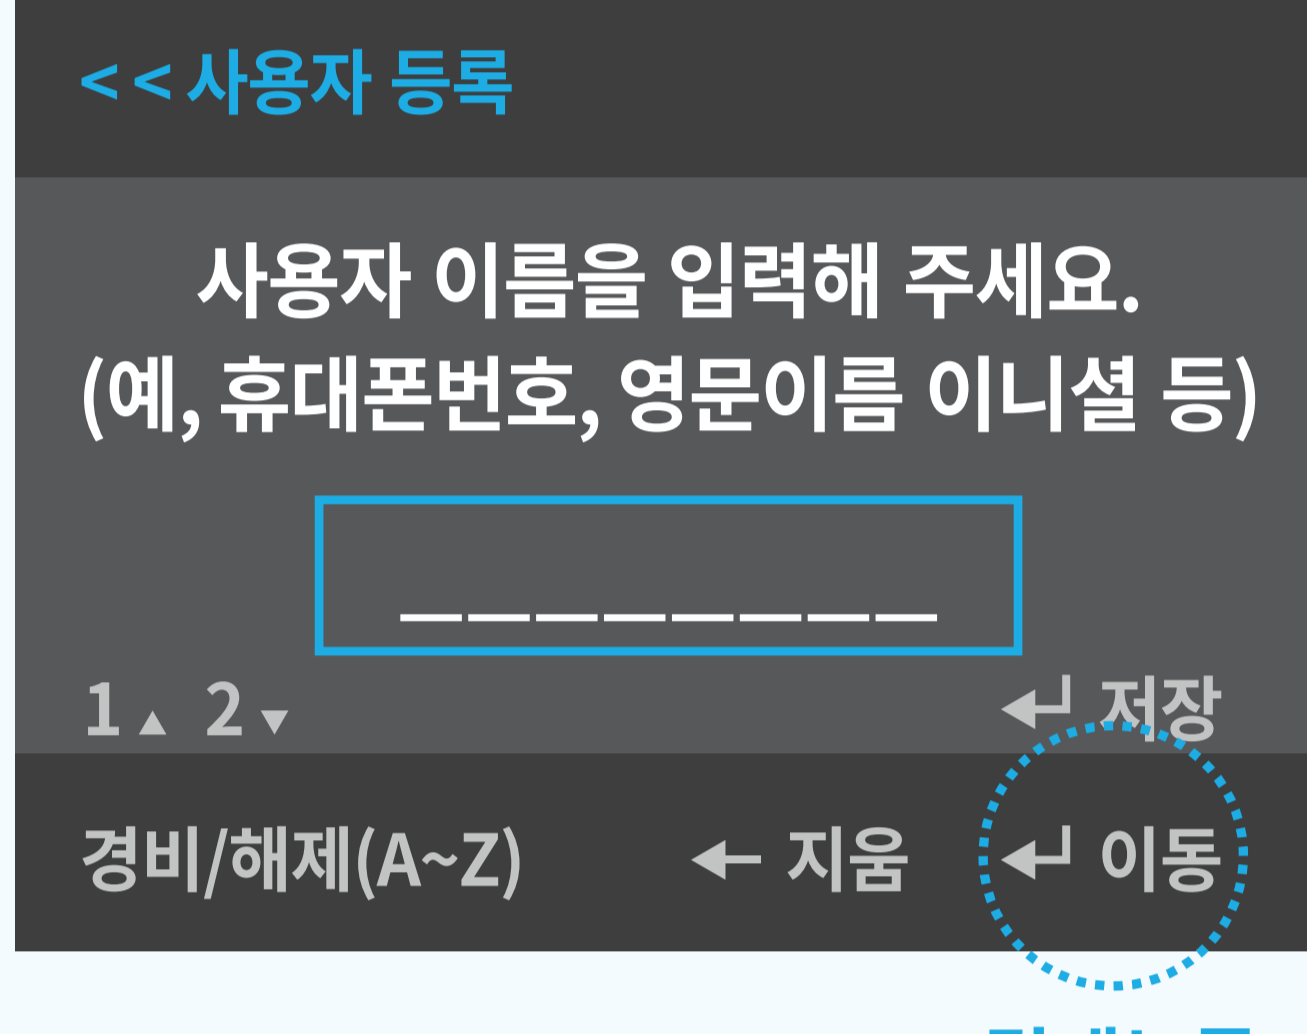 << 사용자 등록
사용자 이름을 입력해 주세요.
(예, 휴대폰번호, 영문이름 이니셜 등)
________
1▲ 2▼ ↵ 저장
경비/해제(A~Z) ← 지움 ↵ 이동